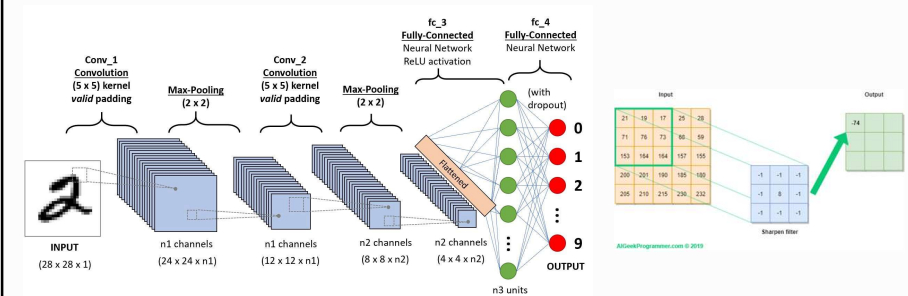 fc_3
Fully-Connected
Neural Network
ReLU activation
fc_4
Fully-Connected
Neural Network
Conv_1
Convolution
(5 x 5) kernel
valid padding
Max-Pooling
(2 x 2)
Conv_2
Convolution
(5 x 5) kernel
valid padding
Max-Pooling
(2 x 2)
(with
dropout)
Flattened
0
1
2
9
INPUT
(28 x 28 x 1)
n1 channels
(24 x 24 x n1)
n1 channels
(12 x 12 x n1)
n2 channels
(8 x 8 x n2)
n2 channels
(4 x 4 x n2)
OUTPUT
n3 units
Input
21 19 17 25 28
71 76 73 66 59
153 164 164 157 155
200 201 190 185 180
205 210 215 230 232
-1 -1 -1
-1 8 -1
-1 -1 -1
Sharpen filter
Output
-74
AIGeekProgrammer.com © 2019